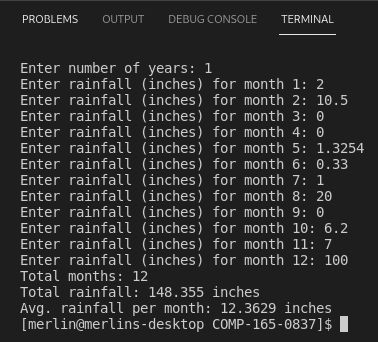 PROBLEMS OUTPUT DEBUG CONSOLE TERMINAL
Enter number of years: 1
Enter rainfall (inches) for month 1: 2
Enter rainfall (inches) for month 2: 10.5
Enter rainfall (inches) for month 3: 0
Enter rainfall (inches) for month 4: 0
Enter rainfall (inches) for month 5: 1.3254
Enter rainfall (inches) for month 6: 0.33
Enter rainfall (inches) for month 7: 1
Enter rainfall (inches) for month 8: 20
Enter rainfall (inches) for month 9: 0
Enter rainfall (inches) for month 10: 6.2
Enter rainfall (inches) for month 11: 7
Enter rainfall (inches) for month 12: 100
Total months: 12
Total rainfall: 148.355 inches
Avg. rainfall per month: 12.3629 inches
[merlin@merlins-desktop COMP-165-0837]$